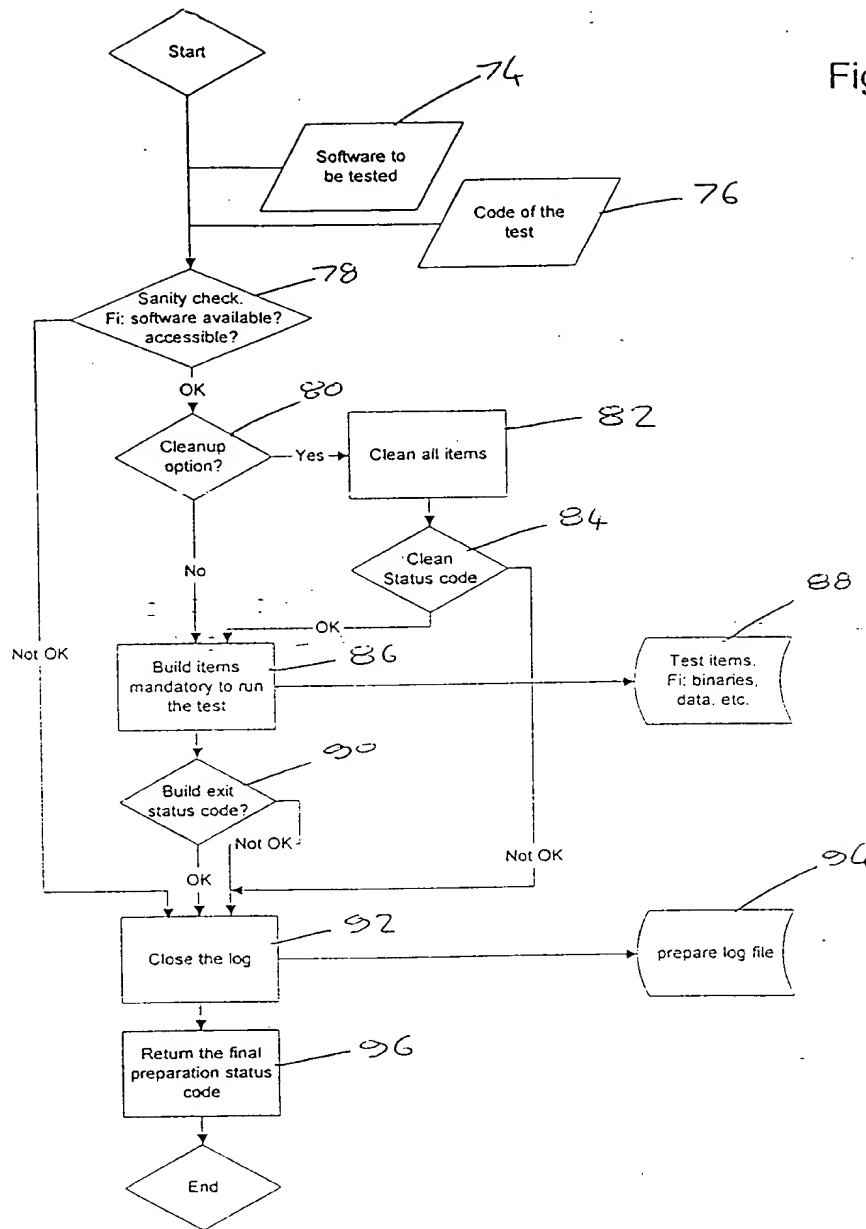 Start
Fig
74
Software to
be tested
76
Code of the
test
78
Sanity check.
Fi: software available?
accessible?
OK
80
Cleanup
option?
Yes
82
Clean all items
84
Clean
Status code
No
OK
Not OK
86
Build items
mandatory to run
the test
88
Test items.
Fi: binaries,
data, etc.
90
Build exit
status code?
Not OK
OK
Not OK
92
Close the log
94
prepare log file
96
Return the final
preparation status
code
End